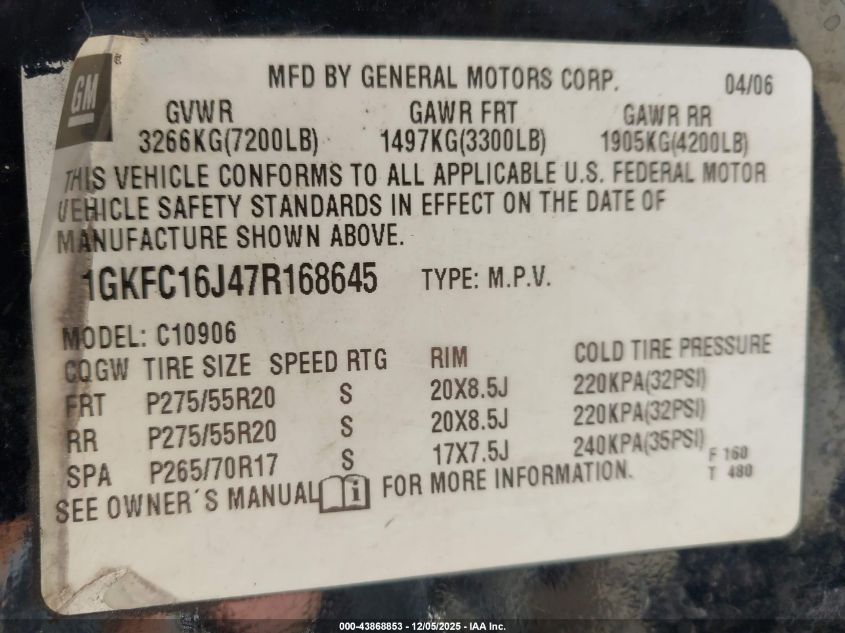 GM ®
MFD BY GENERAL MOTORS CORP. 04/06
GVWR GAWR FRT GAWR RR
3266KG(7200LB) 1497KG(3300LB) 1905KG(4200LB)
THIS VEHICLE CONFORMS TO ALL APPLICABLE U.S. FEDERAL MOTOR
VEHICLE SAFETY STANDARDS IN EFFECT ON THE DATE OF
MANUFACTURE SHOWN ABOVE.
1GKFC16J47R168645 TYPE: M.P.V.
MODEL: C10906
CQGW TIRE SIZE SPEED RTG RIM COLD TIRE PRESSURE
FRT P275/55R20 S 20X8.5J 220KPA(32PSI)
RR P275/55R20 S 20X8.5J 220KPA(32PSI)
SPA P265/70R17 S 17X7.5J 240KPA(35PSI)
F 160
T 480
SEE OWNER´S MANUAL i FOR MORE INFORMATION.
000-43868853 - 12/05/2025 - IAA Inc.